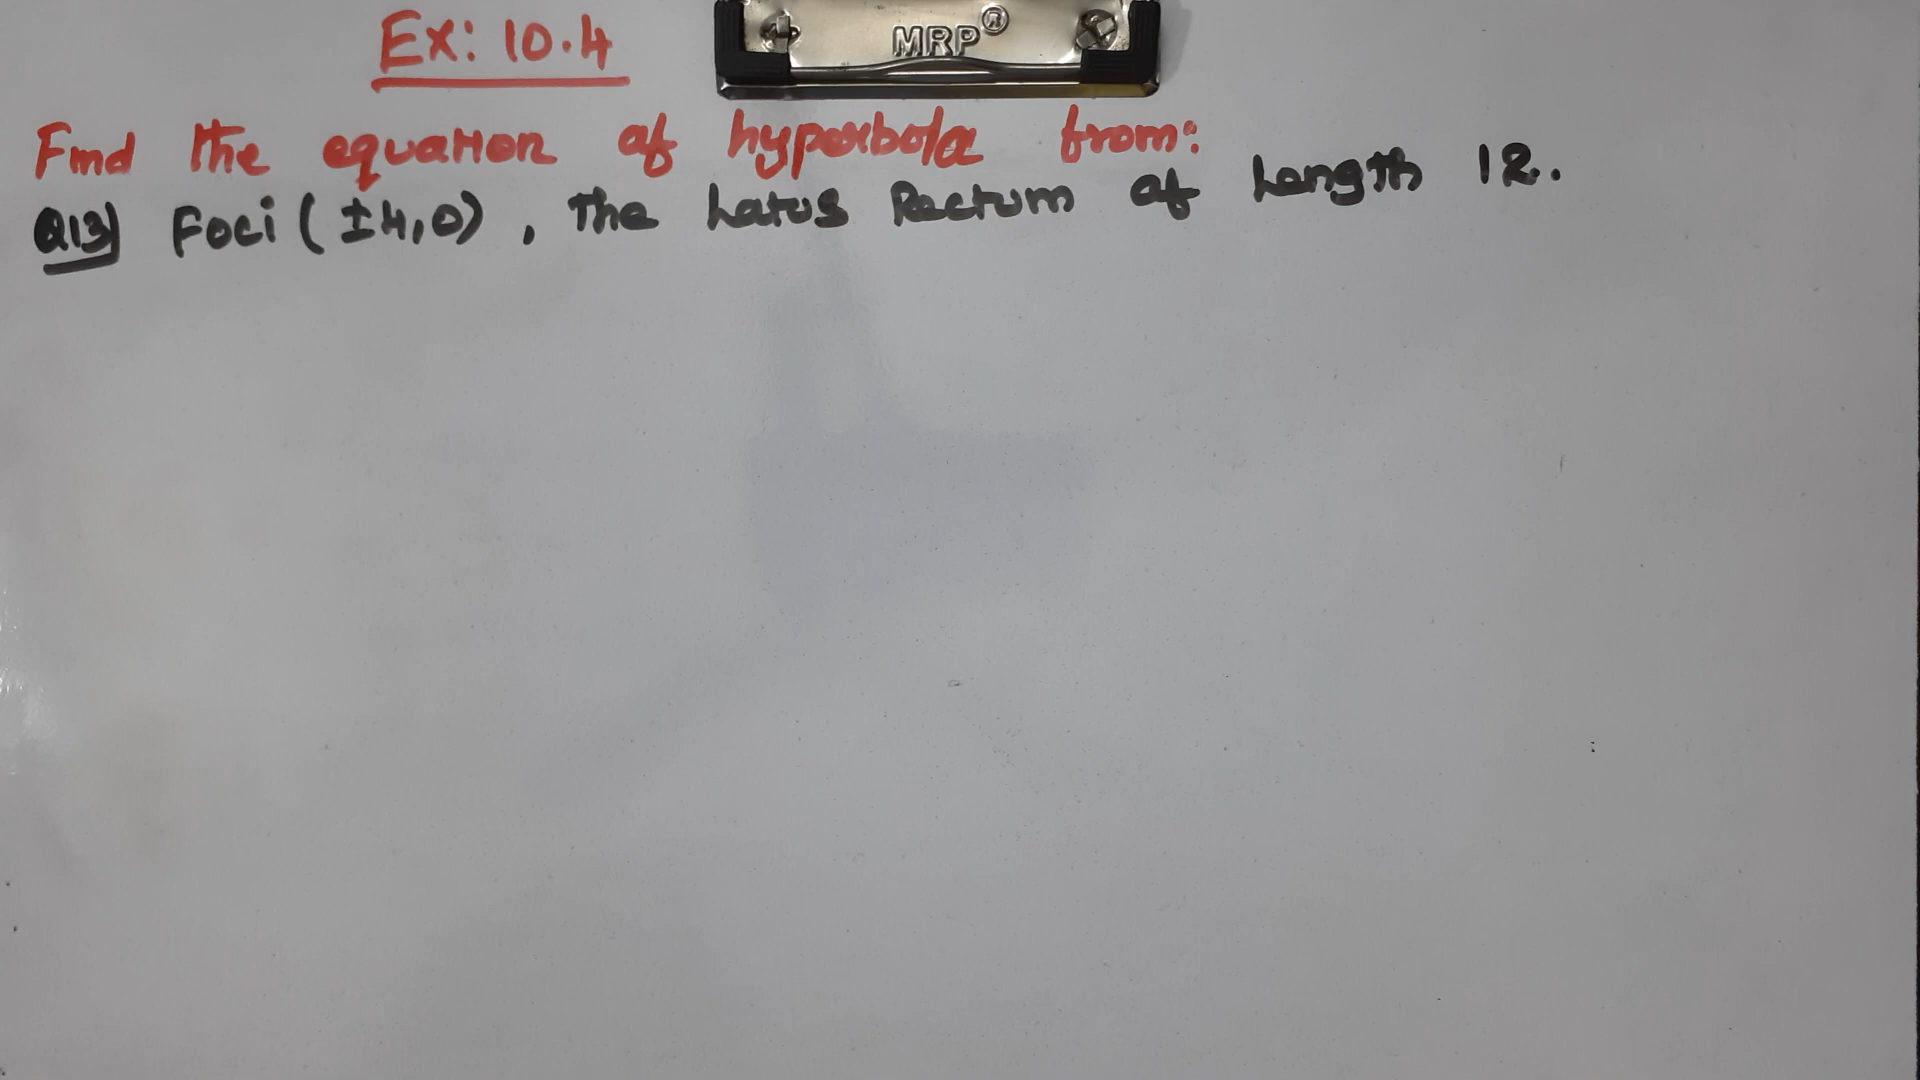 Ex: 10.4
MRP®
Find the equation of hyperbola from:
Q13) Foci (±4,0), The Latus Rectum of Length 12.